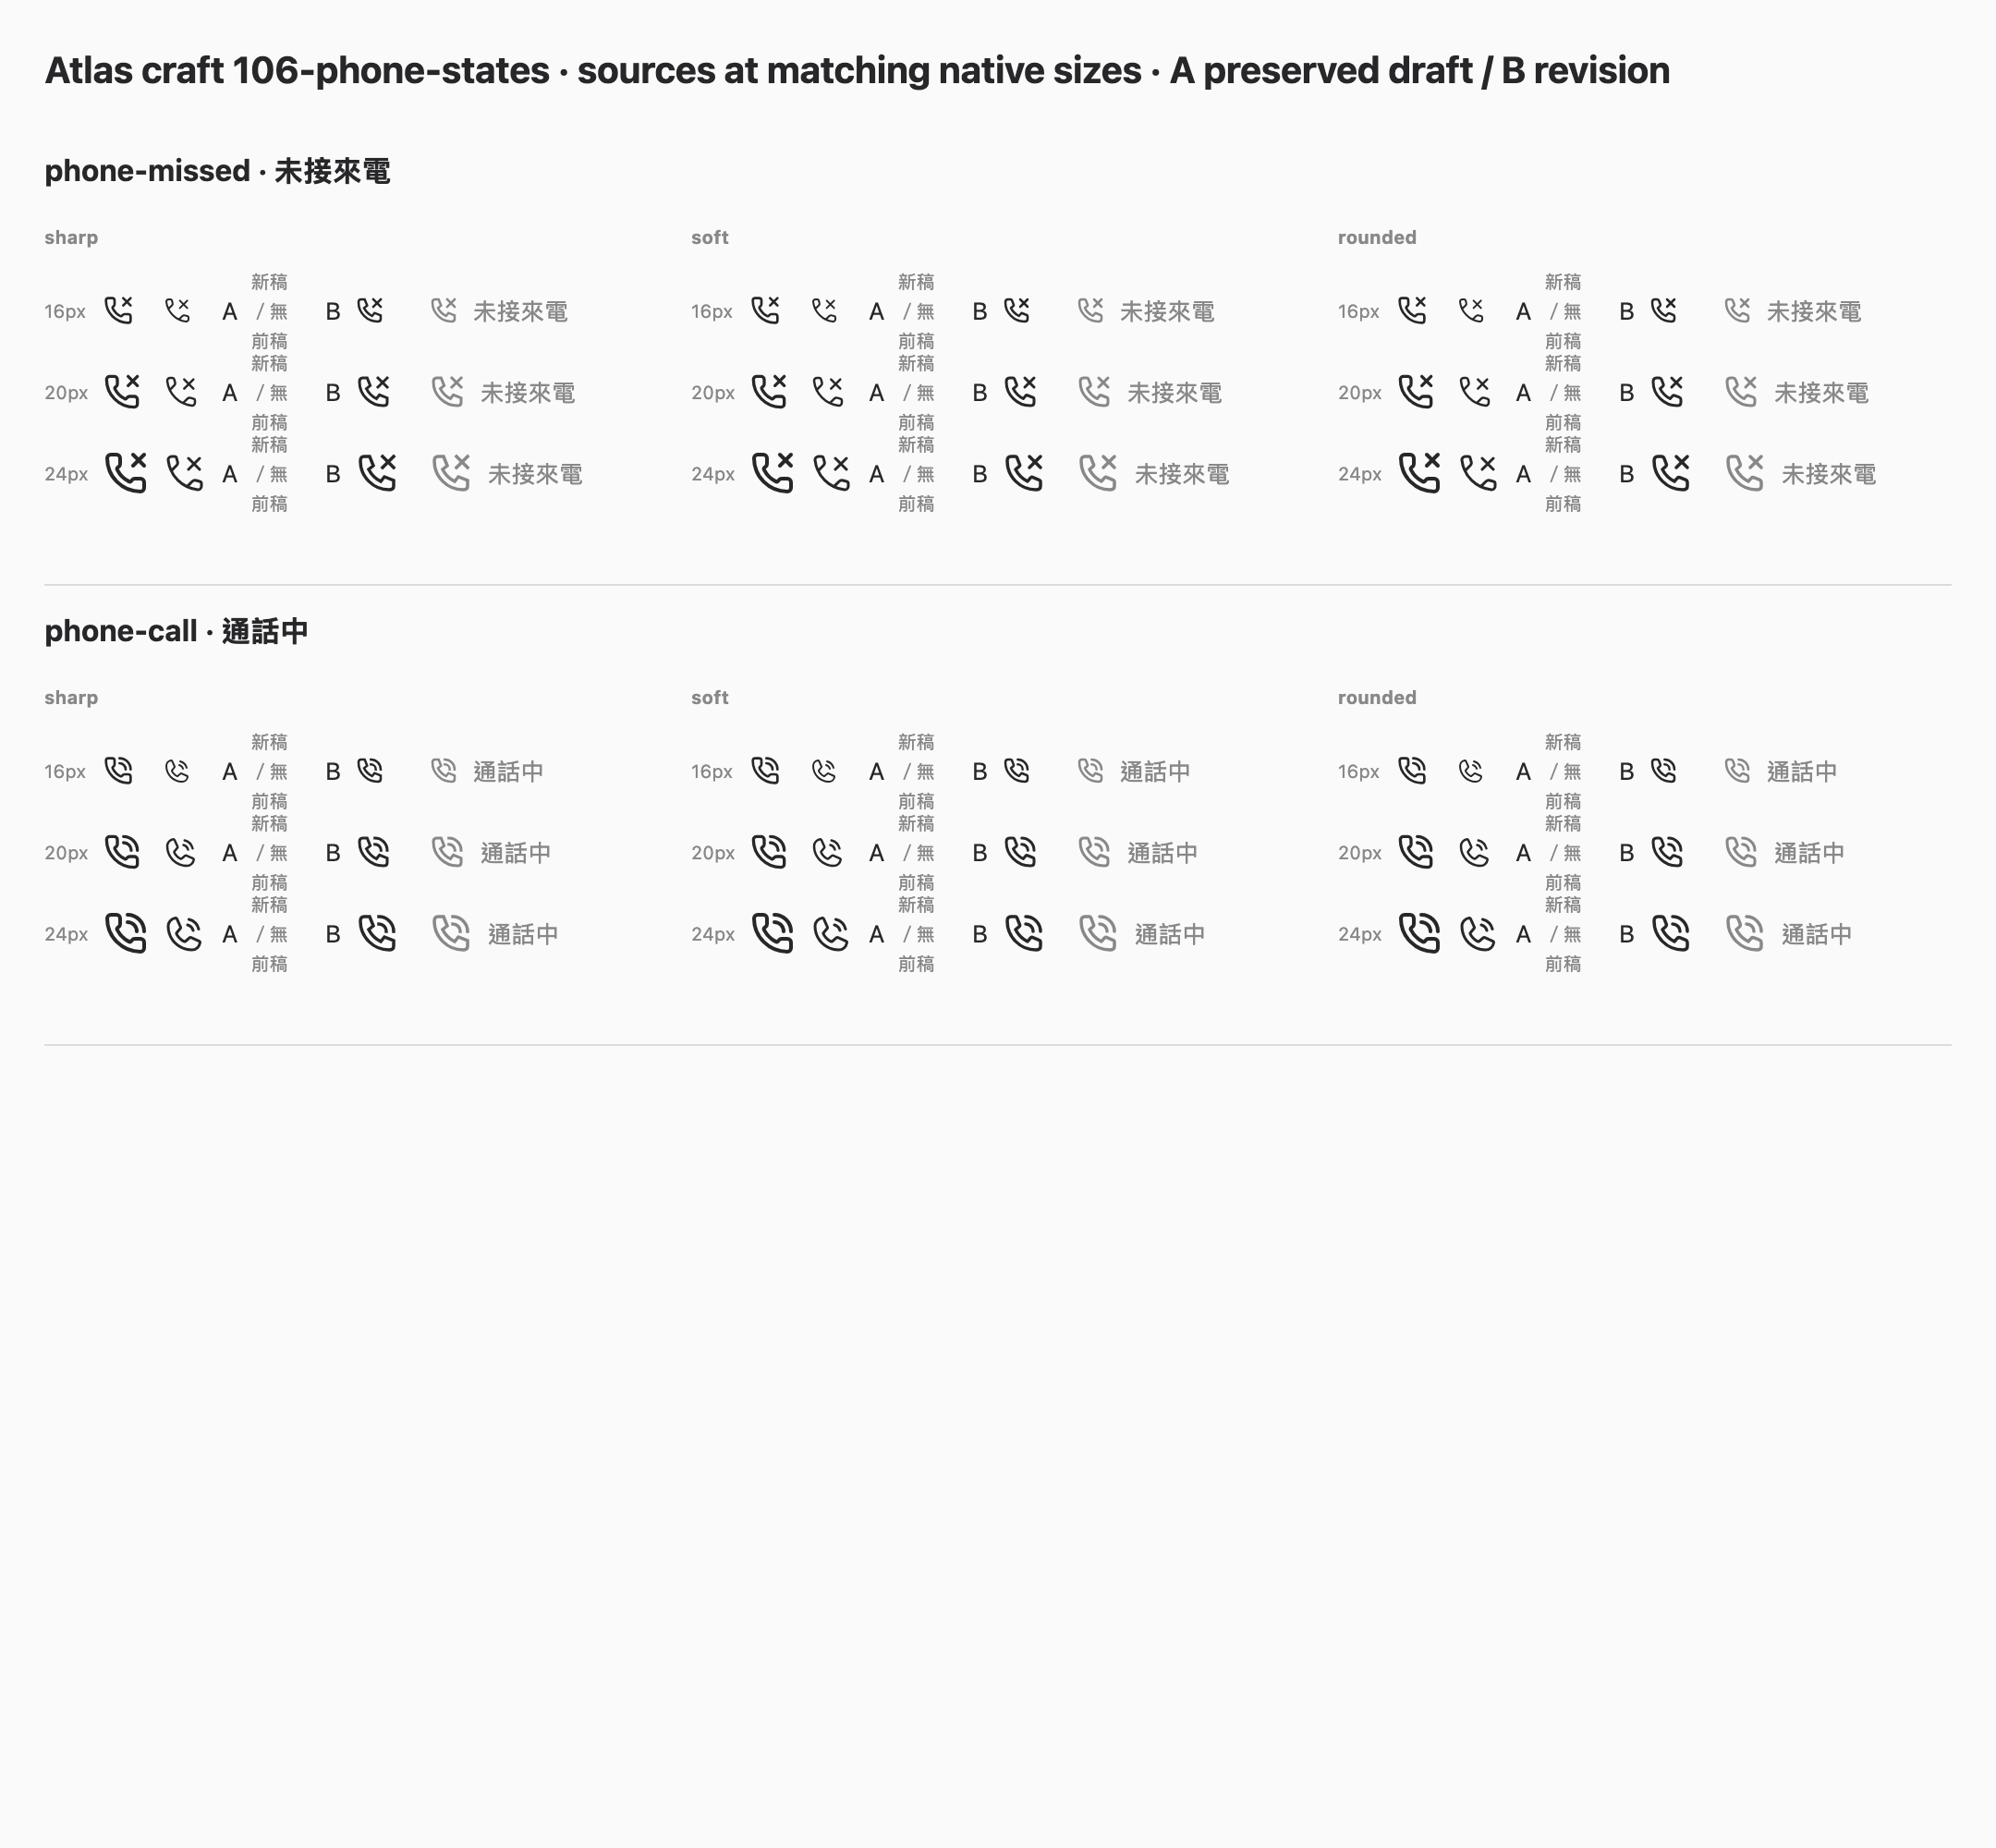 Atlas craft 106-phone-states · sources at matching native sizes · A preserved draft / B revision
phone-missed · 未接來電
sharp
16px A 新稿 / 無前稿 B 未接來電
20px A 新稿 / 無前稿 B 未接來電
24px A 新稿 / 無前稿 B 未接來電
soft
16px A 新稿 / 無前稿 B 未接來電
20px A 新稿 / 無前稿 B 未接來電
24px A 新稿 / 無前稿 B 未接來電
rounded
16px A 新稿 / 無前稿 B 未接來電
20px A 新稿 / 無前稿 B 未接來電
24px A 新稿 / 無前稿 B 未接來電
phone-call · 通話中
sharp
16px A 新稿 / 無前稿 B 通話中
20px A 新稿 / 無前稿 B 通話中
24px A 新稿 / 無前稿 B 通話中
soft
16px A 新稿 / 無前稿 B 通話中
20px A 新稿 / 無前稿 B 通話中
24px A 新稿 / 無前稿 B 通話中
rounded
16px A 新稿 / 無前稿 B 通話中
20px A 新稿 / 無前稿 B 通話中
24px A 新稿 / 無前稿 B 通話中